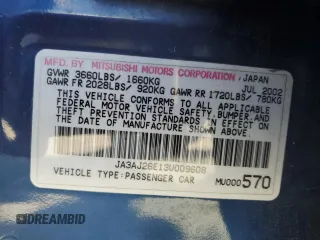 MFR BY MITSUBISHI MOTORS CORPORATION, JAPAN
GVWR 3660LBS/ 1660KG JUL 2002
GAWR FR 2028LBS/ 920KG GAWR RR 1720LBS/ 780KG
THIS VEHICLE CONFORMS TO ALL APPLICABLE
FEDERAL MOTOR VEHICLE SAFETY, BUMPER, AND
THEFT PREVENTION STANDARDS IN EFFECT ON
THE DATE OF MANUFACTURE SHOWN ABOVE.
JA3AJ26E13U009808
VEHICLE TYPE:PASSENGER CAR MU000570
DREAMBID